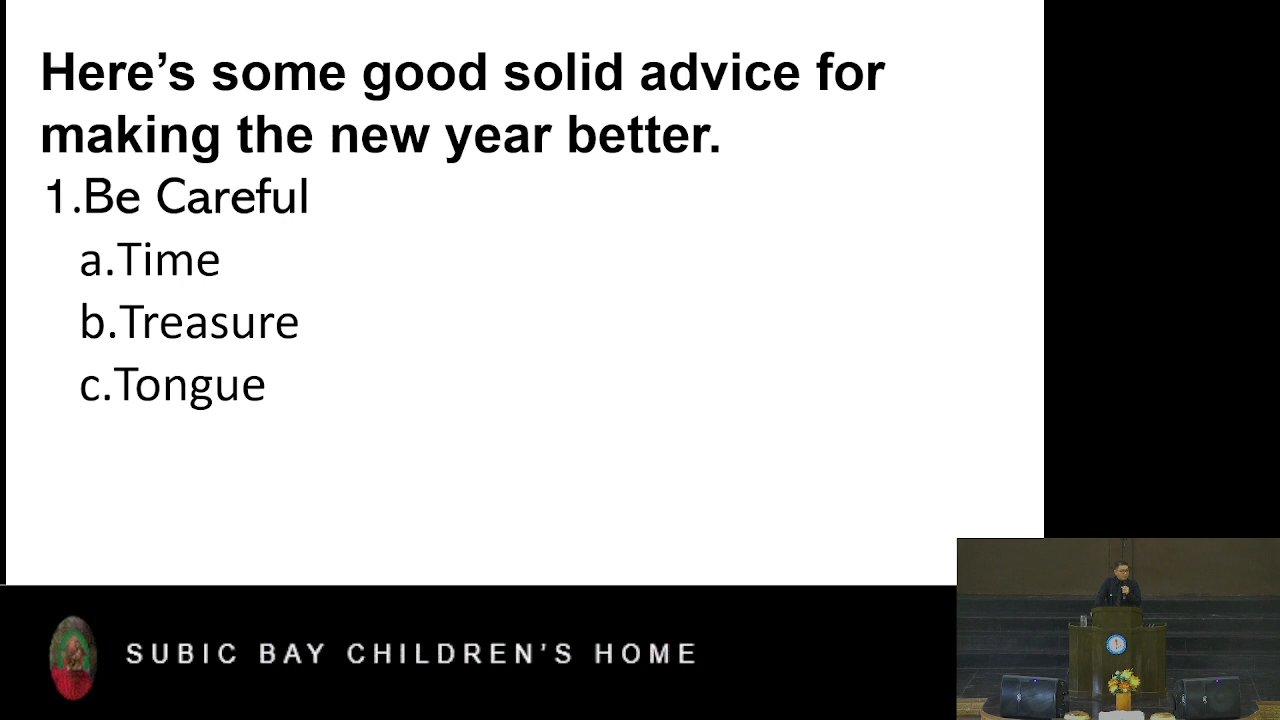 Here’s some good solid advice for
making the new year better.
1.Be Careful
a.Time
b.Treasure
c.Tongue
SUBIC BAY CHILDREN’S HOME